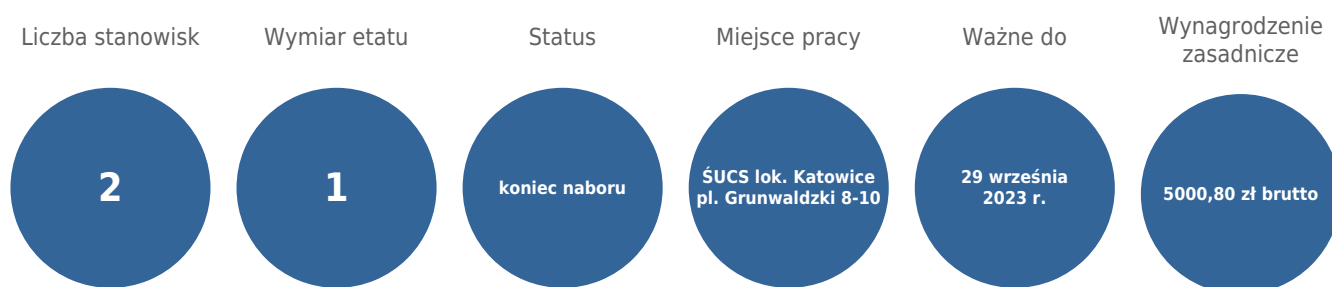 Liczba stanowisk
2
Wymiar etatu
1
Status
koniec naboru
Miejsce pracy
ŚUCS lok. Katowice
pl. Grunwaldzki 8-10
Ważne do
29 września
2023 r.
Wynagrodzenie
zasadnicze
5000,80 zł brutto